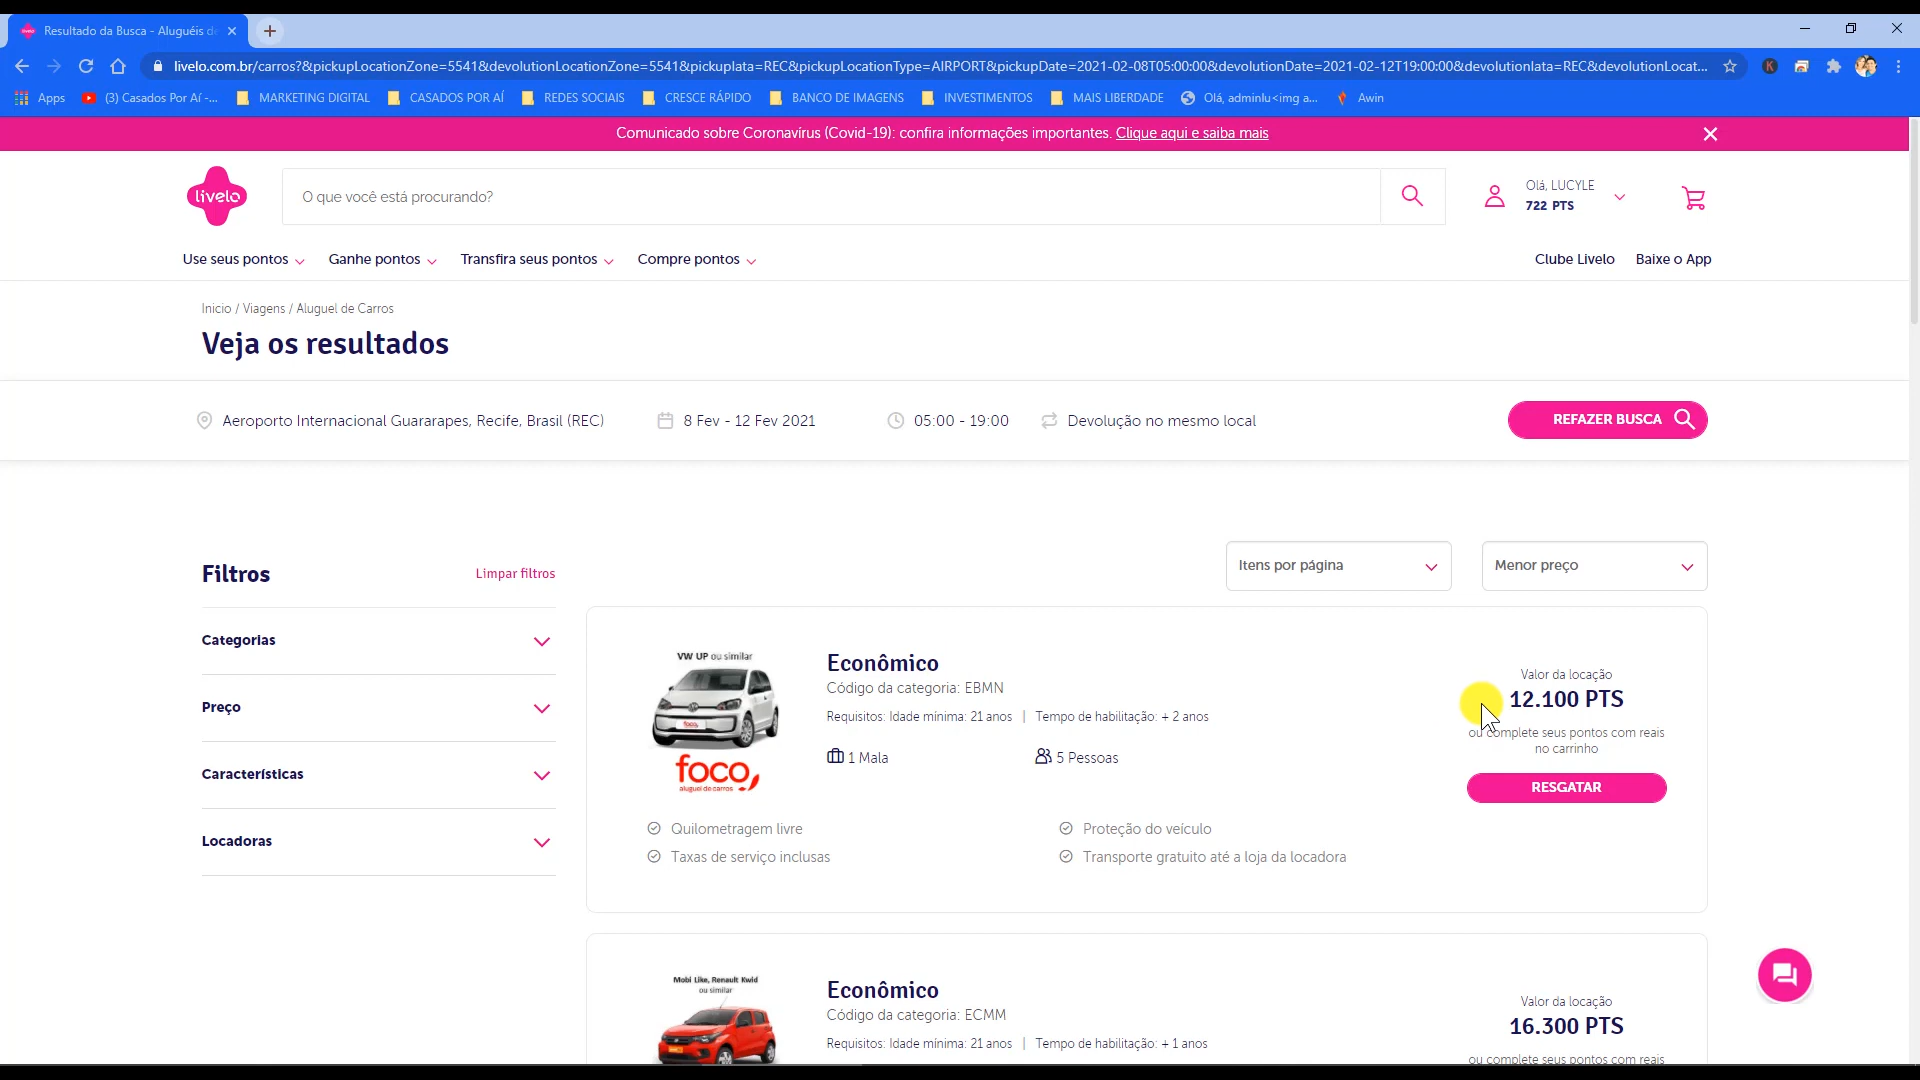 Resultado da Busca - Aluguéis de
livelo.com.br/carros?&pickupLocationZone=5541&devolutionLocationZone=5541&pickupIata=REC&pickupLocationType=AIRPORT&pickupDate=2021-02-08T05:00:00&devolutionDate=2021-02-12T19:00:00&devolutionIata=REC&devolutionLocat...
K
Apps
(3) Casados Por Aí -...
MARKETING DIGITAL
CASADOS POR AÍ
REDES SOCIAIS
CRESCE RÁPIDO
BANCO DE IMAGENS
INVESTIMENTOS
MAIS LIBERDADE
Olá, adminlu<img a...
Awin
Comunicado sobre Coronavírus (Covid-19): confira informações importantes. Clique aqui e saiba mais
livelo
O que você está procurando?
Olá, LUCYLE
722 PTS
Use seus pontos
Ganhe pontos
Transfira seus pontos
Compre pontos
Clube Livelo
Baixe o App
Inicio / Viagens / Aluguel de Carros
Veja os resultados
Aeroporto Internacional Guararapes, Recife, Brasil (REC)
8 Fev - 12 Fev 2021
05:00 - 19:00
Devolução no mesmo local
REFAZER BUSCA
Filtros
Limpar filtros
Categorias
Preço
Características
Locadoras
Itens por página
Menor preço
VW UP ou similar
foco
aluguel de carros
Econômico
Código da categoria: EBMN
Requisitos: Idade mínima: 21 anos | Tempo de habilitação: + 2 anos
1 Mala
5 Pessoas
Quilometragem livre
Proteção do veículo
Taxas de serviço inclusas
Transporte gratuito até a loja da locadora
Valor da locação
12.100 PTS
ou complete seus pontos com reais
no carrinho
RESGATAR
Mobi Like, Renault Kwid
ou similar
Econômico
Código da categoria: ECMM
Requisitos: Idade mínima: 21 anos | Tempo de habilitação: + 1 anos
Valor da locação
16.300 PTS
ou complete seus pontos com reais